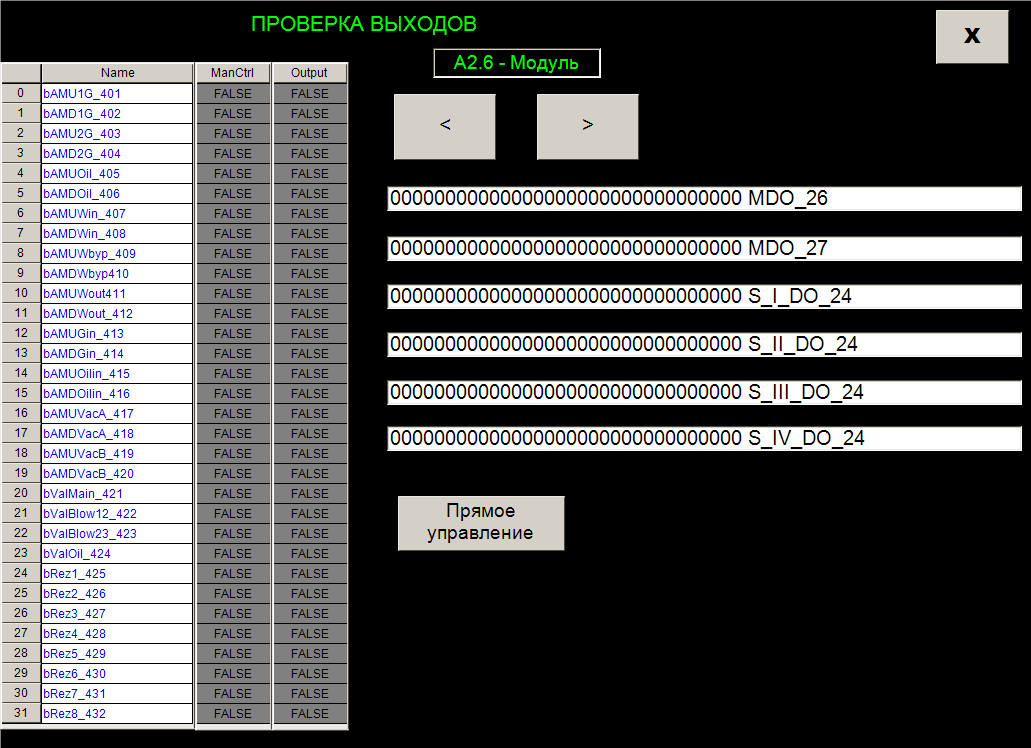 ПРОВЕРКА ВЫХОДОВ
X
A2.6 - Модуль
< >
Name ManCtrl Output
0 bAMU1G_401 FALSE FALSE
1 bAMD1G_402 FALSE FALSE
2 bAMU2G_403 FALSE FALSE
3 bAMD2G_404 FALSE FALSE
4 bAMUOil_405 FALSE FALSE
5 bAMDOil_406 FALSE FALSE
6 bAMUWin_407 FALSE FALSE
7 bAMDWin_408 FALSE FALSE
8 bAMUWbyp_409 FALSE FALSE
9 bAMDWbyp410 FALSE FALSE
10 bAMUWout411 FALSE FALSE
11 bAMDWout_412 FALSE FALSE
12 bAMUGin_413 FALSE FALSE
13 bAMDGin_414 FALSE FALSE
14 bAMUOilin_415 FALSE FALSE
15 bAMDOilin_416 FALSE FALSE
16 bAMUVacA_417 FALSE FALSE
17 bAMDVacA_418 FALSE FALSE
18 bAMUVacB_419 FALSE FALSE
19 bAMDVacB_420 FALSE FALSE
20 bValMain_421 FALSE FALSE
21 bValBlow12_422 FALSE FALSE
22 bValBlow23_423 FALSE FALSE
23 bValOil_424 FALSE FALSE
24 bRez1_425 FALSE FALSE
25 bRez2_426 FALSE FALSE
26 bRez3_427 FALSE FALSE
27 bRez4_428 FALSE FALSE
28 bRez5_429 FALSE FALSE
29 bRez6_430 FALSE FALSE
30 bRez7_431 FALSE FALSE
31 bRez8_432 FALSE FALSE
00000000000000000000000000000000 MDO_26
00000000000000000000000000000000 MDO_27
00000000000000000000000000000000 S_I_DO_24
00000000000000000000000000000000 S_II_DO_24
00000000000000000000000000000000 S_III_DO_24
00000000000000000000000000000000 S_IV_DO_24
Прямое
управление